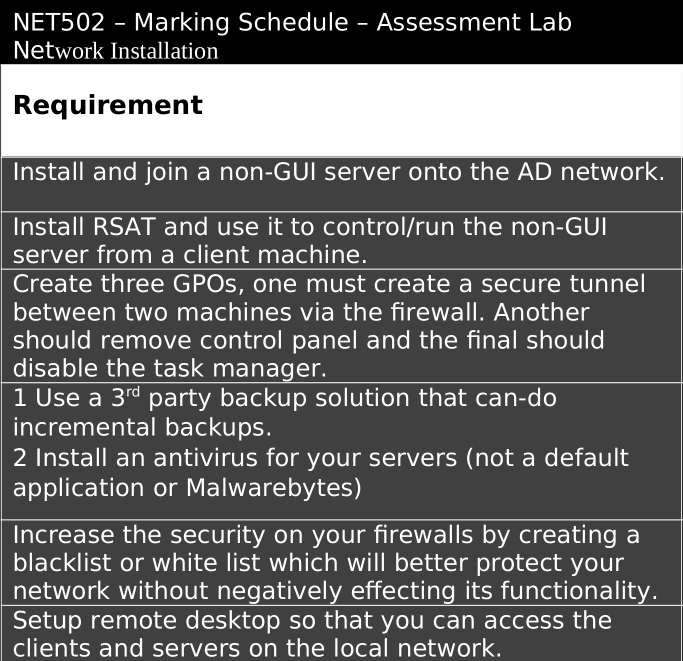 NET502 – Marking Schedule – Assessment Lab
Network Installation
Requirement
Install and join a non-GUI server onto the AD network.
Install RSAT and use it to control/run the non-GUI
server from a client machine.
Create three GPOs, one must create a secure tunnel
between two machines via the firewall. Another
should remove control panel and the final should
disable the task manager.
1 Use a 3rd party backup solution that can-do
incremental backups.
2 Install an antivirus for your servers (not a default
application or Malwarebytes)
Increase the security on your firewalls by creating a
blacklist or white list which will better protect your
network without negatively effecting its functionality.
Setup remote desktop so that you can access the
clients and servers on the local network.